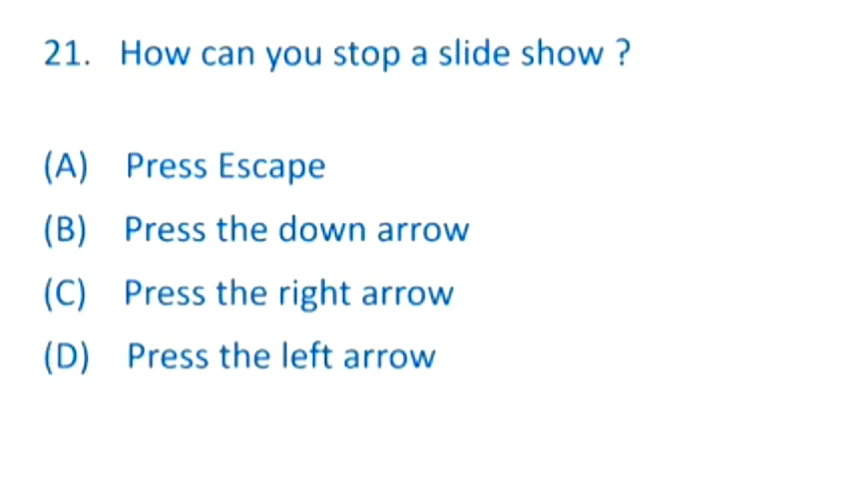 21. How can you stop a slide show ?
(A) Press Escape
(B) Press the down arrow
(C) Press the right arrow
(D) Press the left arrow